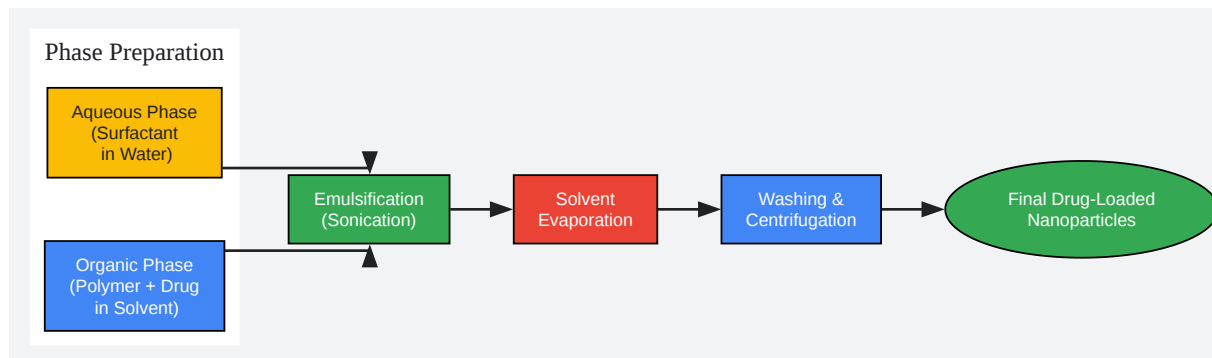 Phase Preparation
Aqueous Phase
(Surfactant
in Water)
Organic Phase
(Polymer + Drug
in Solvent)
Emulsification
(Sonication)
Solvent
Evaporation
Washing &
Centrifugation
Final Drug-Loaded
Nanoparticles